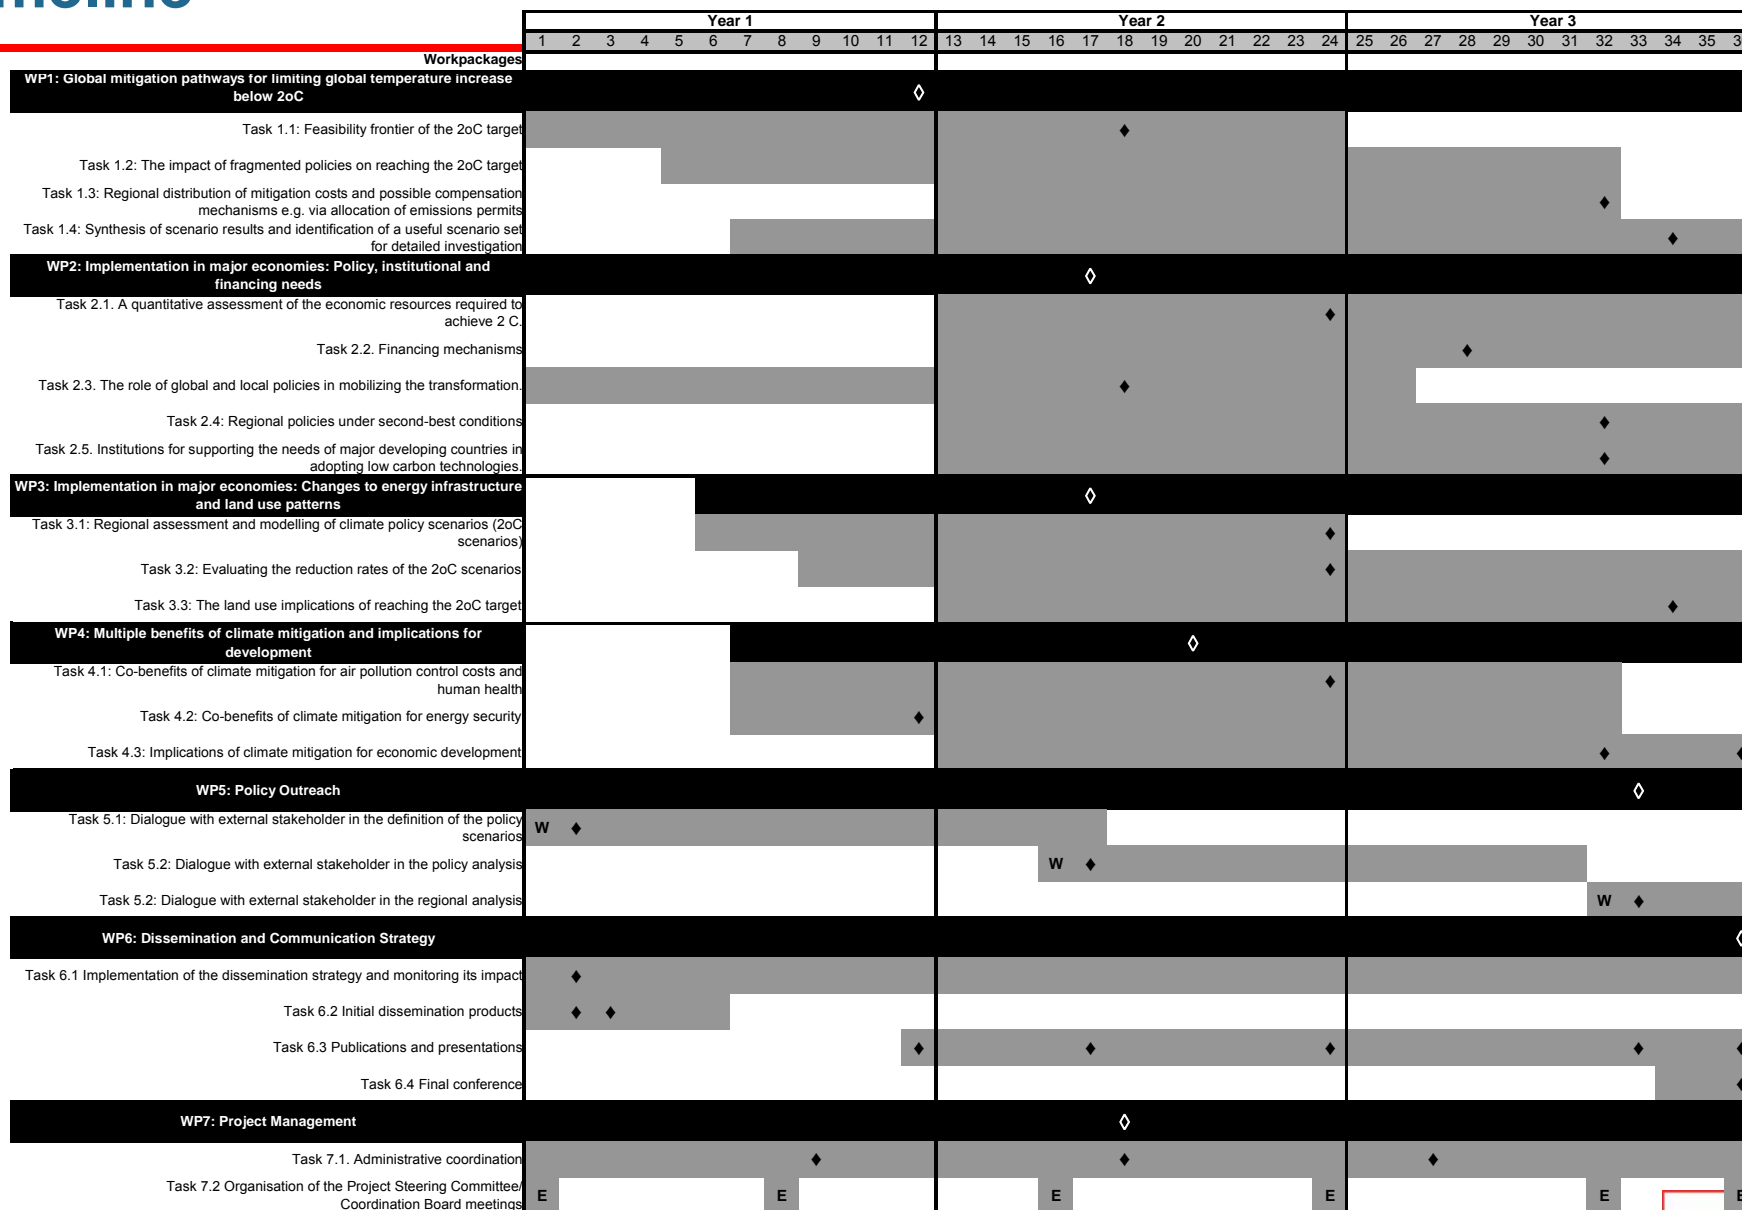 Year 1 Year 2 Year 3
1 2 3 4 5 6 7 8 9 10 11 12 13 14 15 16 17 18 19 20 21 22 23 24 25 26 27 28 29 30 31 32 33 34 35
Workpackages
WP1: Global mitigation pathways for limiting global temperature increase
below 2oC
Task 1.1: Feasibility frontier of the 2oC target
Task 1.2: The impact of fragmented policies on reaching the 2oC target
Task 1.3: Regional distribution of mitigation costs and possible compensation
mechanisms e.g. via allocation of emissions permits
Task 1.4: Synthesis of scenario results and identification of a useful scenario set
for detailed investigation
WP2: Implementation in major economies: Policy, institutional and
financing needs
Task 2.1. A quantitative assessment of the economic resources required to
achieve 2 C.
Task 2.2. Financing mechanisms
Task 2.3. The role of global and local policies in mobilizing the transformation.
Task 2.4: Regional policies under second-best conditions
Task 2.5. Institutions for supporting the needs of major developing countries in
adopting low carbon technologies.
WP3: Implementation in major economies: Changes to energy infrastructure
and land use patterns
Task 3.1: Regional assessment and modelling of climate policy scenarios (2oC
scenarios)
Task 3.2: Evaluating the reduction rates of the 2oC scenarios
Task 3.3: The land use implications of reaching the 2oC target
WP4: Multiple benefits of climate mitigation and implications for
development
Task 4.1: Co-benefits of climate mitigation for air pollution control costs and
human health
Task 4.2: Co-benefits of climate mitigation for energy security
Task 4.3: Implications of climate mitigation for economic development
WP5: Policy Outreach
Task 5.1: Dialogue with external stakeholder in the definition of the policy
scenarios
W
Task 5.2: Dialogue with external stakeholder in the policy analysis W
Task 5.2: Dialogue with external stakeholder in the regional analysis W
WP6: Dissemination and Communication Strategy
Task 6.1 Implementation of the dissemination strategy and monitoring its impact
Task 6.2 Initial dissemination products
Task 6.3 Publications and presentations
Task 6.4 Final conference
WP7: Project Management
Task 7.1. Administrative coordination
Task 7.2 Organisation of the Project Steering Committee/
Coordination Board meetings
E E E E E E